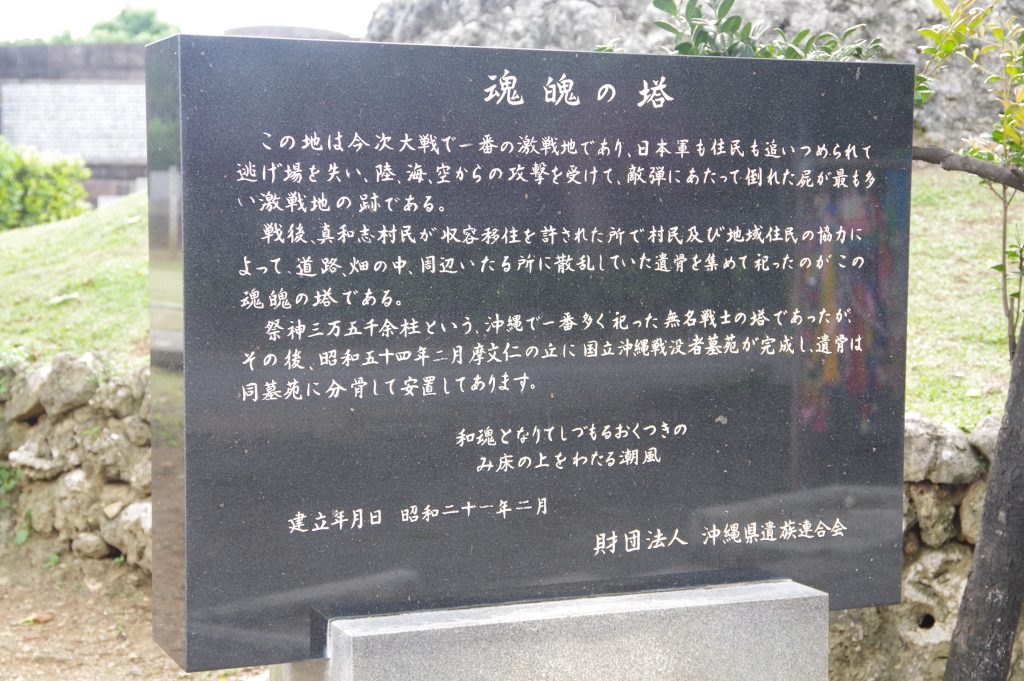 魂魄の塔
この地は今次大戦で一番の激戦地であり、日本軍も住民も追いつめられて
逃げ場を失い、陸、海、空からの攻撃を受けて、敵弾にあたって倒れた屍が最も多
い激戦地の跡である。
戦後、真和志村民が収容移住を許された所で村民及び地域住民の協力に
よって、道路、畑の中、周辺いたる所に散乱していた遺骨を集めて祀ったのがこの
魂魄の塔である。
祭神三万五千余柱という、沖縄で一番多く祀った無名戦士の塔であったが、
その後、昭和五十四年二月摩文仁の丘に国立沖縄戦没者墓苑が完成し、遺骨は
同墓苑に分骨して安置してあります。
和魂となりてしづもるおくつきの
み床の上をわたる潮風
建立年月日 昭和二十一年二月
財団法人 沖縄県遺族連合会